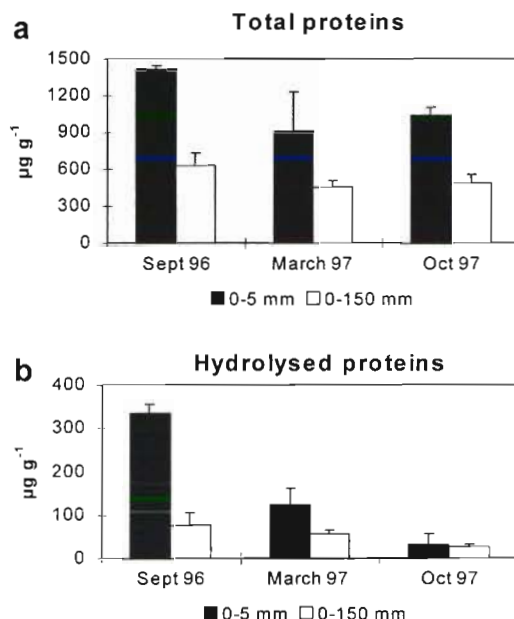 a
Total proteins
1500
1200
900
600
300
0
µg g-1
Sept 96 March 97 Oct 97
■ 0-5 mm □ 0-150 mm
b
Hydrolysed proteins
400
300
200
100
0
µg g-1
Sept 96 March 97 Oct 97
■ 0-5 mm □ 0-150 mm